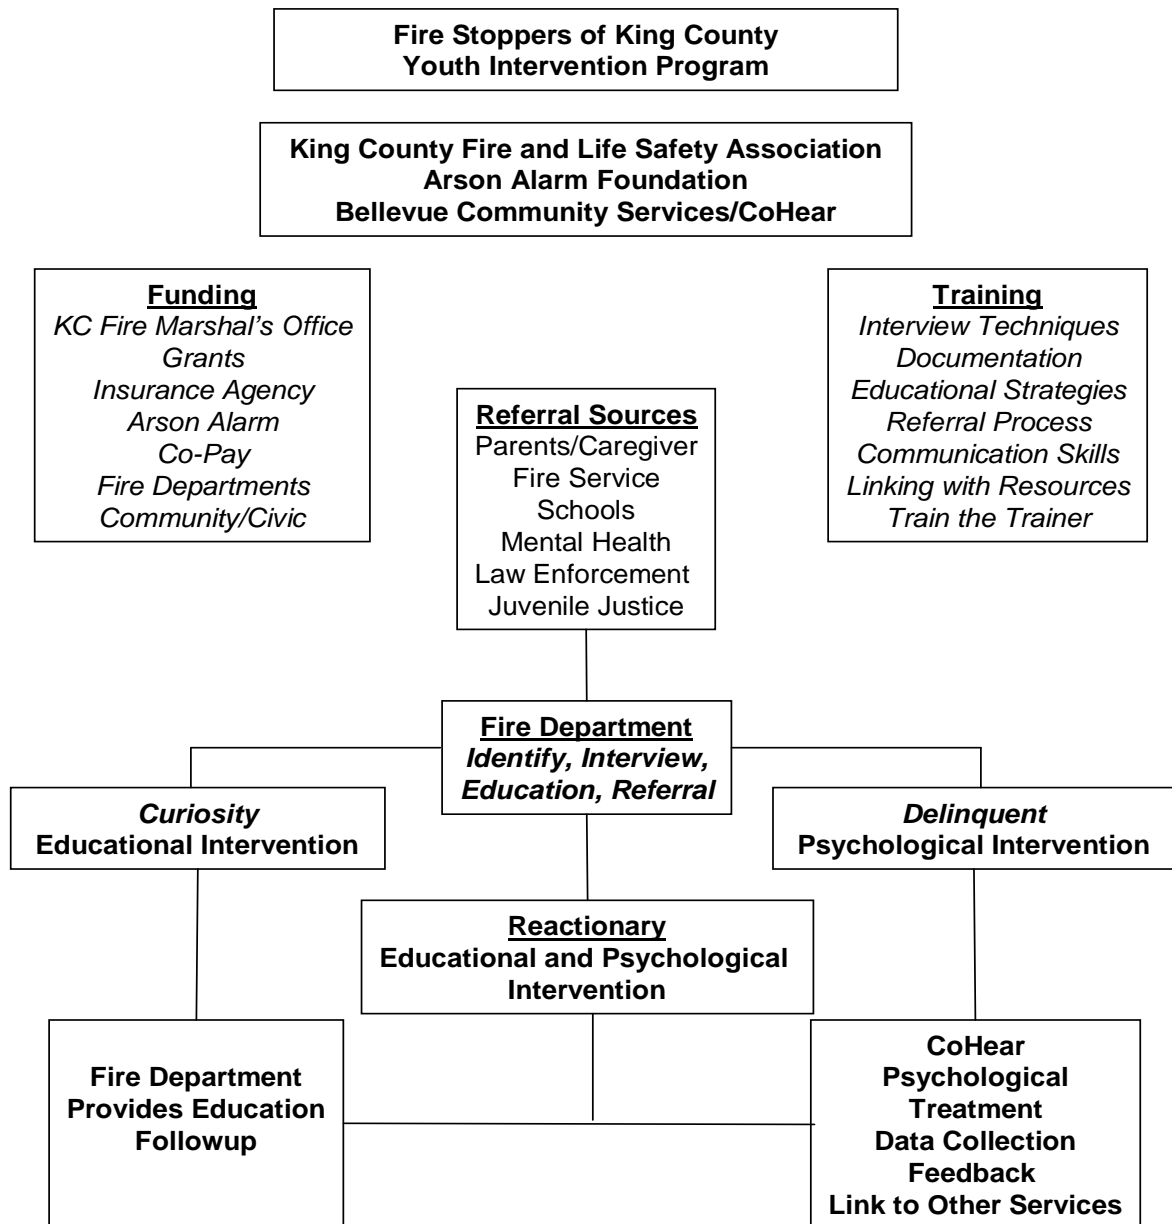 Fire Stoppers of King County
Youth Intervention Program
King County Fire and Life Safety Association
Arson Alarm Foundation
Bellevue Community Services/CoHear
Funding
KC Fire Marshal's Office
Grants
Insurance Agency
Arson Alarm
Co-Pay
Fire Departments
Community/Civic
Training
Interview Techniques
Documentation
Educational Strategies
Referral Process
Communication Skills
Linking with Resources
Train the Trainer
Referral Sources
Parents/Caregiver
Fire Service
Schools
Mental Health
Law Enforcement
Juvenile Justice
Fire Department
Identify, Interview,
Education, Referral
Curiosity
Educational Intervention
Delinquent
Psychological Intervention
Reactionary
Educational and Psychological
Intervention
Fire Department
Provides Education
Followup
CoHear
Psychological
Treatment
Data Collection
Feedback
Link to Other Services